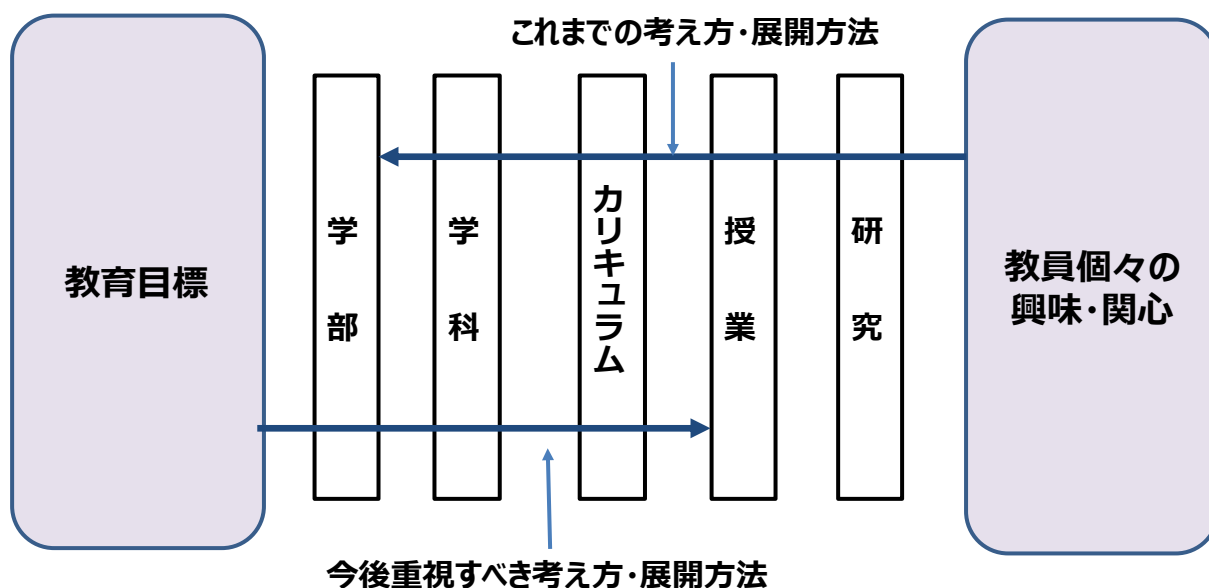 これまでの考え方・展開方法
教育目標
学部
学科
カリキュラム
授業
研究
教員個々の
興味・関心
今後重視すべき考え方・展開方法